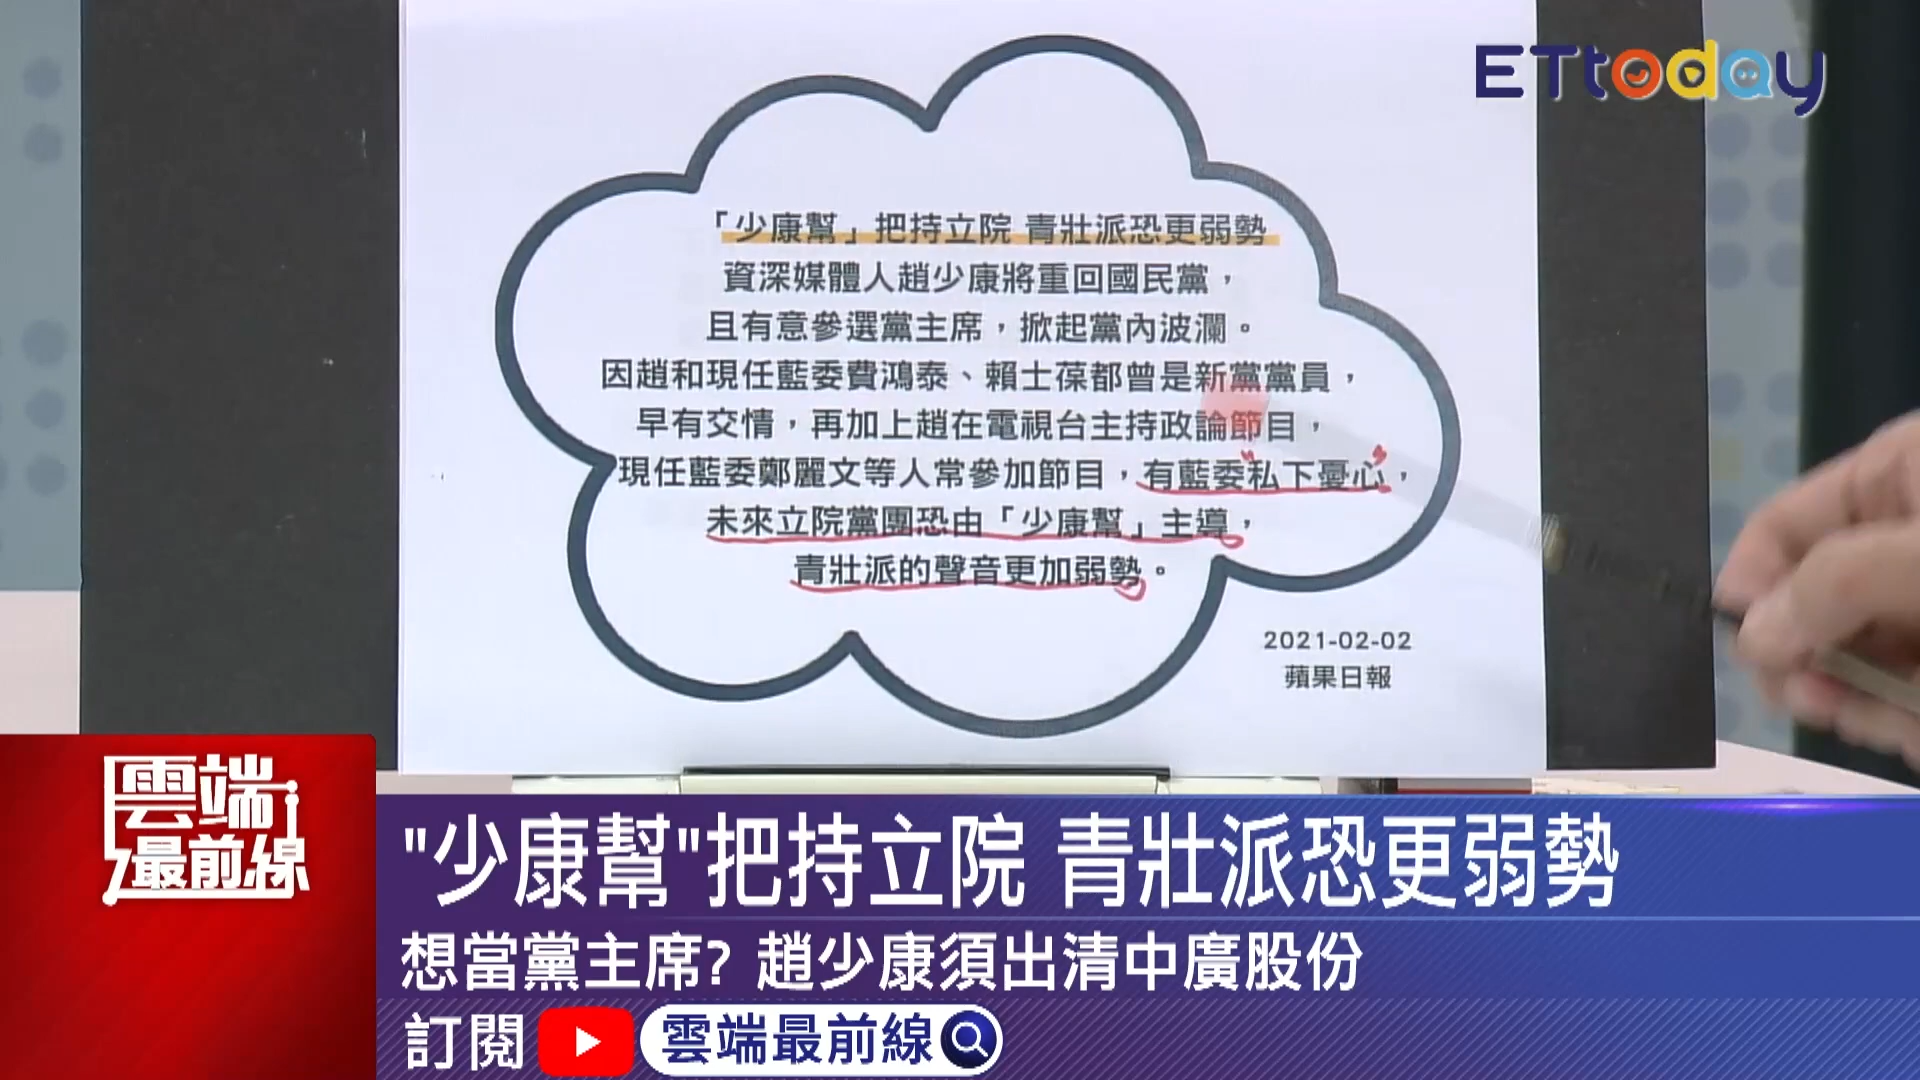 ETtoday
「少康幫」把持立院 青壯派恐更弱勢
資深媒體人趙少康將重回國民黨，
且有意參選黨主席，掀起黨內波瀾。
因趙和現任藍委費鴻泰、賴士葆都曾是新黨黨員，
早有交情，再加上趙在電視台主持政論節目，
現任藍委鄭麗文等人常參加節目，有藍委私下憂心，
未來立院黨團恐由「少康幫」主導，
青壯派的聲音更加弱勢。
2021-02-02
蘋果日報
雲端
最前線
"少康幫"把持立院 青壯派恐更弱勢
想當黨主席? 趙少康須出清中廣股份
訂閱 雲端最前線